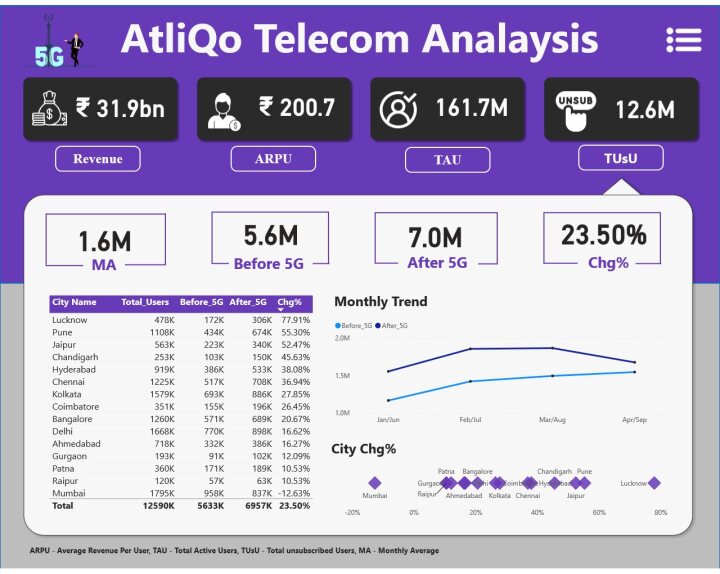 5G
AtliQo Telecom Analaysis
₹ 31.9bn
₹ 200.7
161.7M
UNSUB
12.6M
Revenue
ARPU
TAU
TUsU
1.6M
MA
5.6M
Before 5G
7.0M
After 5G
23.50%
Chg%
City Name Total_Users Before_5G After_5G Chg%
Lucknow 478K 172K 306K 77.91%
Pune 1108K 434K 674K 55.30%
Jaipur 563K 223K 340K 52.47%
Chandigarh 253K 103K 150K 45.63%
Hyderabad 919K 386K 533K 38.08%
Chennai 1225K 517K 708K 36.94%
Kolkata 1579K 693K 886K 27.85%
Coimbatore 351K 155K 196K 26.45%
Bangalore 1260K 571K 689K 20.67%
Delhi 1668K 770K 898K 16.62%
Ahmedabad 718K 332K 386K 16.27%
Gurgaon 193K 91K 102K 12.09%
Patna 360K 171K 189K 10.53%
Raipur 120K 57K 63K 10.53%
Mumbai 1795K 958K 837K -12.63%
Total 12590K 5633K 6957K 23.50%
Monthly Trend
Before_5G After_5G
2.0M
1.5M
1.0M
Jan/Jun Feb/Jul Mar/Aug Apr/Sep
City Chg%
Patna Bangalore Chandigarh Pune
Lucknow
Mumbai Raipur Ahmedabad Kolkata Chennai Jaipur
-20% 0% 20% 40% 60% 80%
ARPU - Average Revenue Per User, TAU - Total Active Users, TUsU - Total unsubscribed Users, MA - Monthly Average